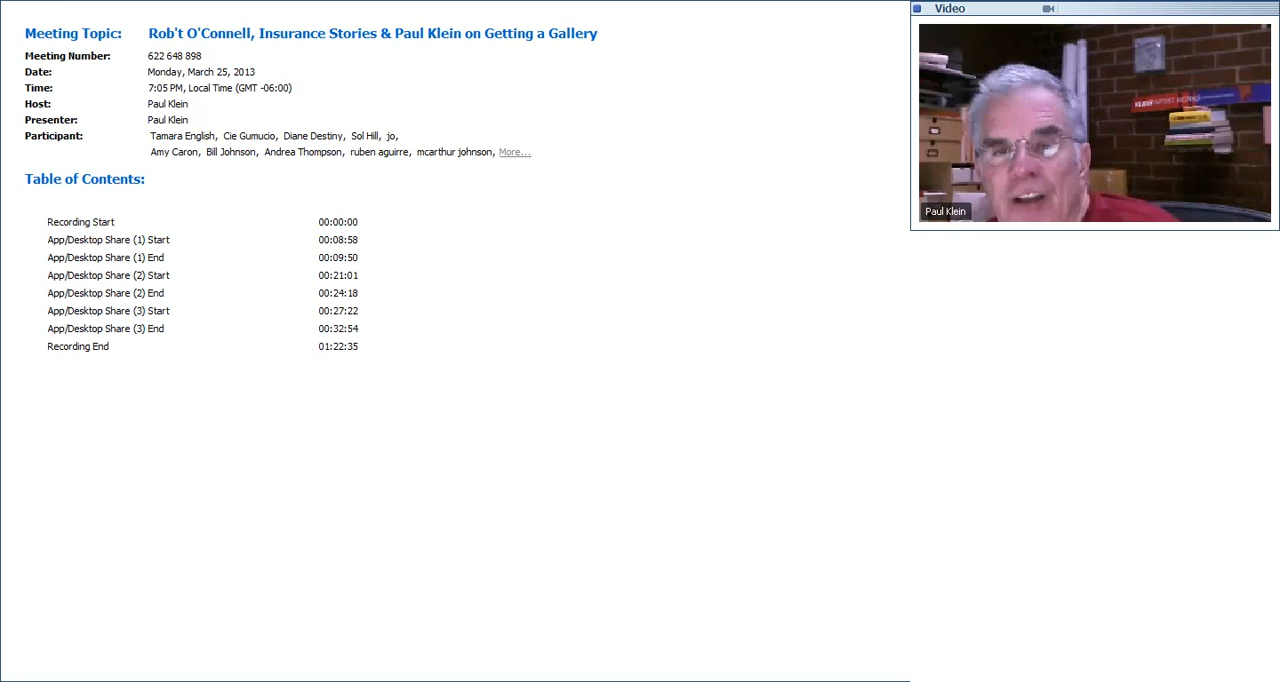 Meeting Topic: Rob't O'Connell, Insurance Stories & Paul Klein on Getting a Gallery
Meeting Number: 622 648 898
Date: Monday, March 25, 2013
Time: 7:05 PM, Local Time (GMT -06:00)
Host: Paul Klein
Presenter: Paul Klein
Participant: Tamara English, Cie Gumucio, Diane Destiny, Sol Hill, jo,
Amy Caron, Bill Johnson, Andrea Thompson, ruben aguirre, mcarthur johnson, More...
Table of Contents:
Recording Start 00:00:00
App/Desktop Share (1) Start 00:08:58
App/Desktop Share (1) End 00:09:50
App/Desktop Share (2) Start 00:21:01
App/Desktop Share (2) End 00:24:18
App/Desktop Share (3) Start 00:27:22
App/Desktop Share (3) End 00:32:54
Recording End 01:22:35
Video
KLEIN ARTIST WORKS
Paul Klein